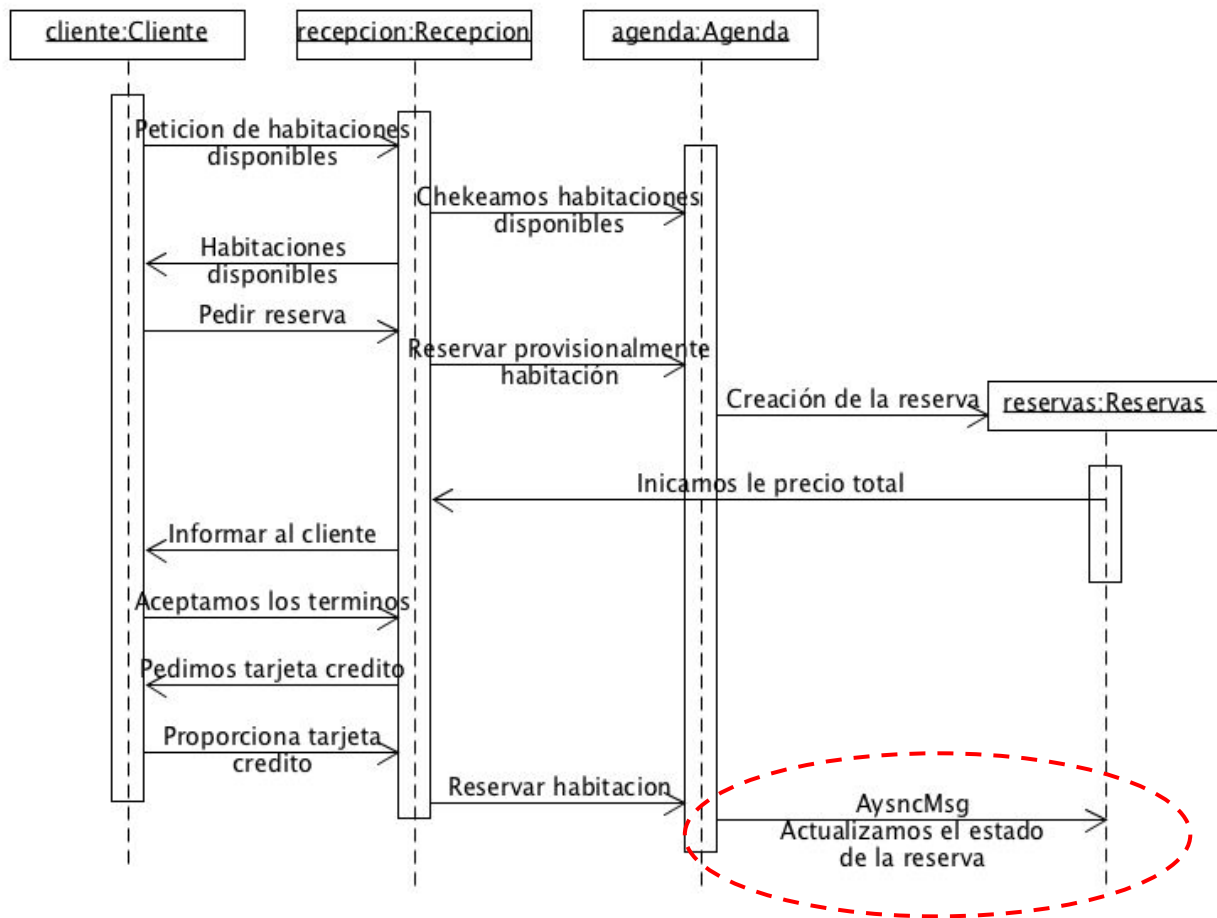 cliente:Cliente
recepcion:Recepcion
agenda:Agenda
Peticion de habitaciones
disponibles
Chekeamos habitaciones
disponibles
Habitaciones
disponibles
Pedir reserva
Reservar provisionalmente
habitación
Creación de la reserva
reservas:Reservas
Inicamos le precio total
Informar al cliente
Aceptamos los terminos
Pedimos tarjeta credito
Proporciona tarjeta
credito
Reservar habitacion
AysncMsg
Actualizamos el estado
de la reserva